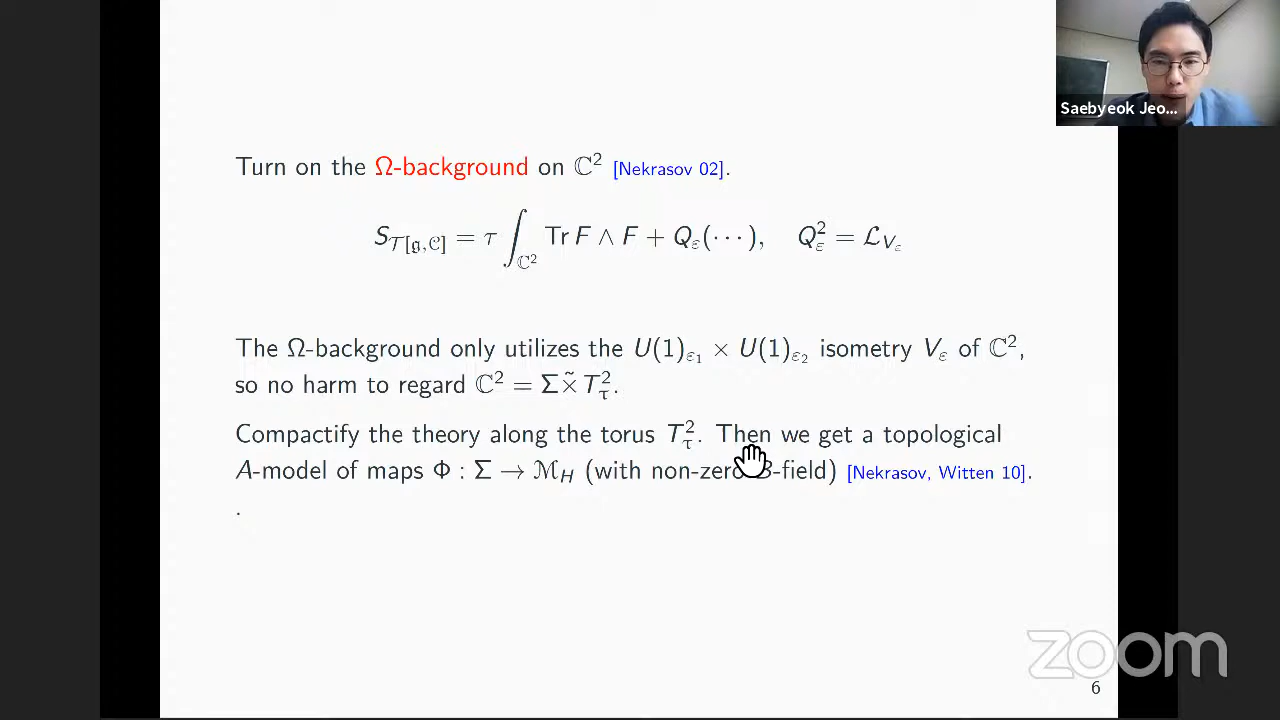 Saebyeok Jeo...
Turn on the Ω-background on ℂ² [Nekrasov 02].
S_{𝒯[𝔤,𝒞]} = τ ∫_{ℂ²} Tr F ∧ F + Q_ε(⋯), Q_ε² = ℒ_{V_ε}
The Ω-background only utilizes the U(1)_{ε₁} × U(1)_{ε₂} isometry V_ε of ℂ²,
so no harm to regard ℂ² = Σ ×̃ T²_τ.
Compactify the theory along the torus T²_τ. Then we get a topological
A-model of maps Φ : Σ → ℳ_H (with non-zero B-field) [Nekrasov, Witten 10].
.
zoom
6